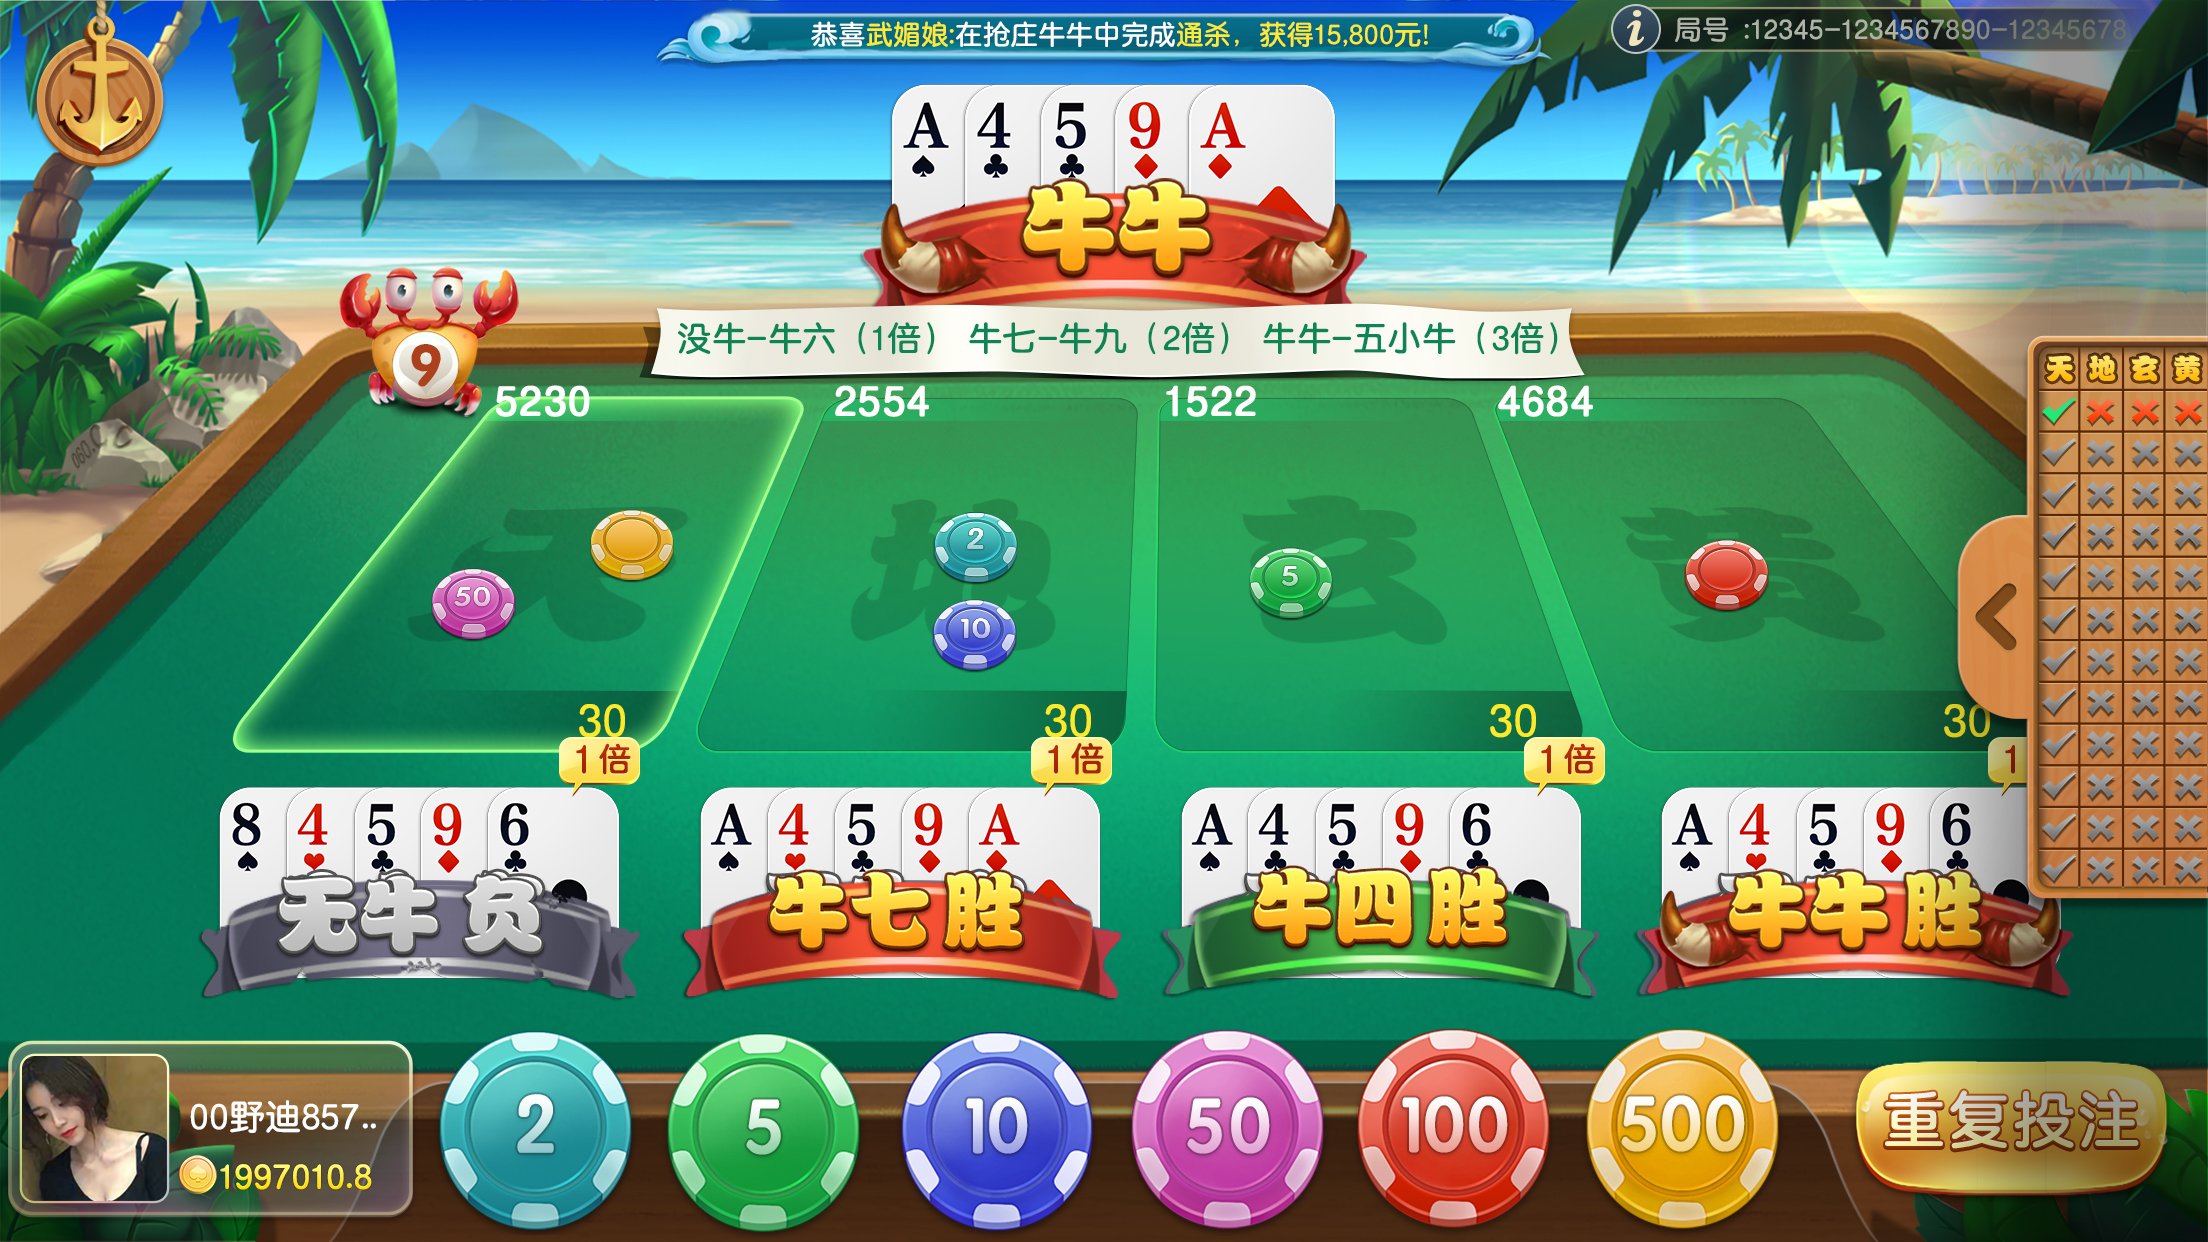 恭喜武媚娘:在抢庄牛牛中完成通杀，获得15,800元!
局号 :12345-1234567890-12345678
A 4 5 9 A
牛牛
没牛-牛六（1倍） 牛七-牛九（2倍） 牛牛-五小牛（3倍）
9
5230 2554 1522 4684
天 地 玄 黄
天 地 玄 黄
50 2 10 5
30 30 30 30
1倍 1倍 1倍 1
8 4 5 9 6
A 4 5 9 A
A 4 5 9 6
A 4 5 9 6
无牛 负
牛七 胜
牛四 胜
牛牛 胜
00野迪857..
1997010.8
2 5 10 50 100 500
重复投注